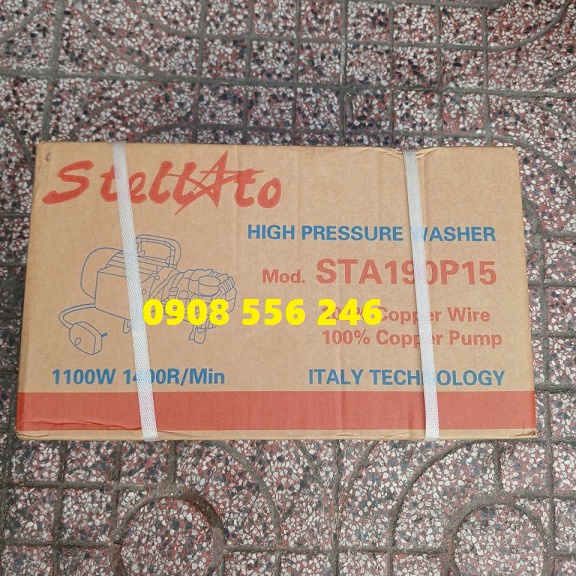 Stellato
HIGH PRESSURE WASHER
Mod. STA190P15
0908 556 246
100% Copper Wire
100% Copper Pump
1100W 1400R/Min
ITALY TECHNOLOGY